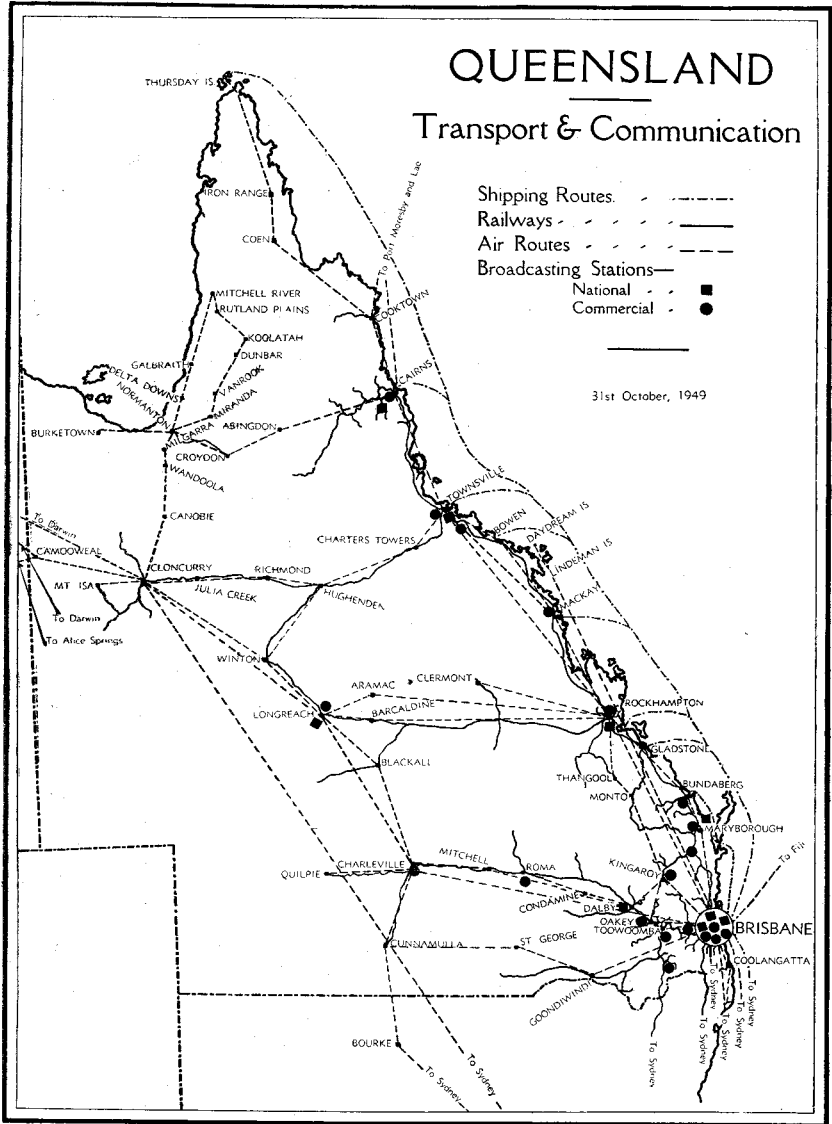 QUEENSLAND
Transport & Communication
Shipping Routes.
Railways
Air Routes
Broadcasting Stations—
National
Commercial
31st October, 1949
THURSDAY IS.
IRON RANGE
COEN
To Port Moresby and Lae
MITCHELL RIVER
RUTLAND PLAINS
COOKTOWN
KOOLATAH
DUNBAR
GALBRAIT
DELTA DOWNS
VANROOK
CAIRNS
NORMANTON
MIRANDA
BURKETOWN
MILGARRA
ABINGDON
CROYDON
WANDOOLA
TOWNSVILLE
CANOBIE
BOWEN
DAYDREAM IS
To Darwin
CHARTERS TOWERS
LINDEMAN IS
CAMOOWEAL
CLONCURRY
RICHMOND
MT ISA
JULIA CREEK
HUGHENDEN
MACKAY
To Darwin
To Alice Springs
WINTON
ARAMAC
CLERMONT
LONGREACH
BARCALDINE
ROCKHAMPTON
BLACKALL
GLADSTONE
THANGOOL
BUNDABERG
MONTO
MARYBOROUGH
MITCHELL
To Fiji
QUILPIE
CHARLEVILLE
ROMA
KINGAROY
CONDAMINE
DALBY
OAKEY
TOOWOOMBA
BRISBANE
CUNNAMULLA
ST GEORGE
COOLANGATTA
GOONDIWINDI
To Sydney
To Sydney
To Sydney
To Sydney
To Sydney
To Sydney
BOURKE
To Sydney
To Sydney